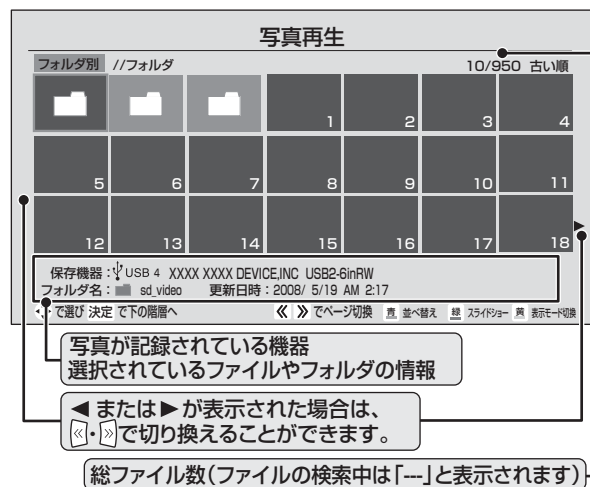 写真再生
フォルダ別 //フォルダ 10/950 古い順
1 2 3 4
5 6 7 8 9 10 11
12 13 14 15 16 17 18
保存機器：USB 4 XXXX XXXX DEVICE,INC USB2-6inRW
フォルダ名： sd_video 更新日時：2008/ 5/19 AM 2:17
で選び 決定 で下の階層へ 《 》でページ切換 青 並べ替え 緑 スライドショー 黄 表示モード切換
写真が記録されている機器
選択されているファイルやフォルダの情報
◀ または ▶ が表示された場合は、
《・》で切り換えることができます。
総ファイル数(ファイルの検索中は「---」と表示されます)